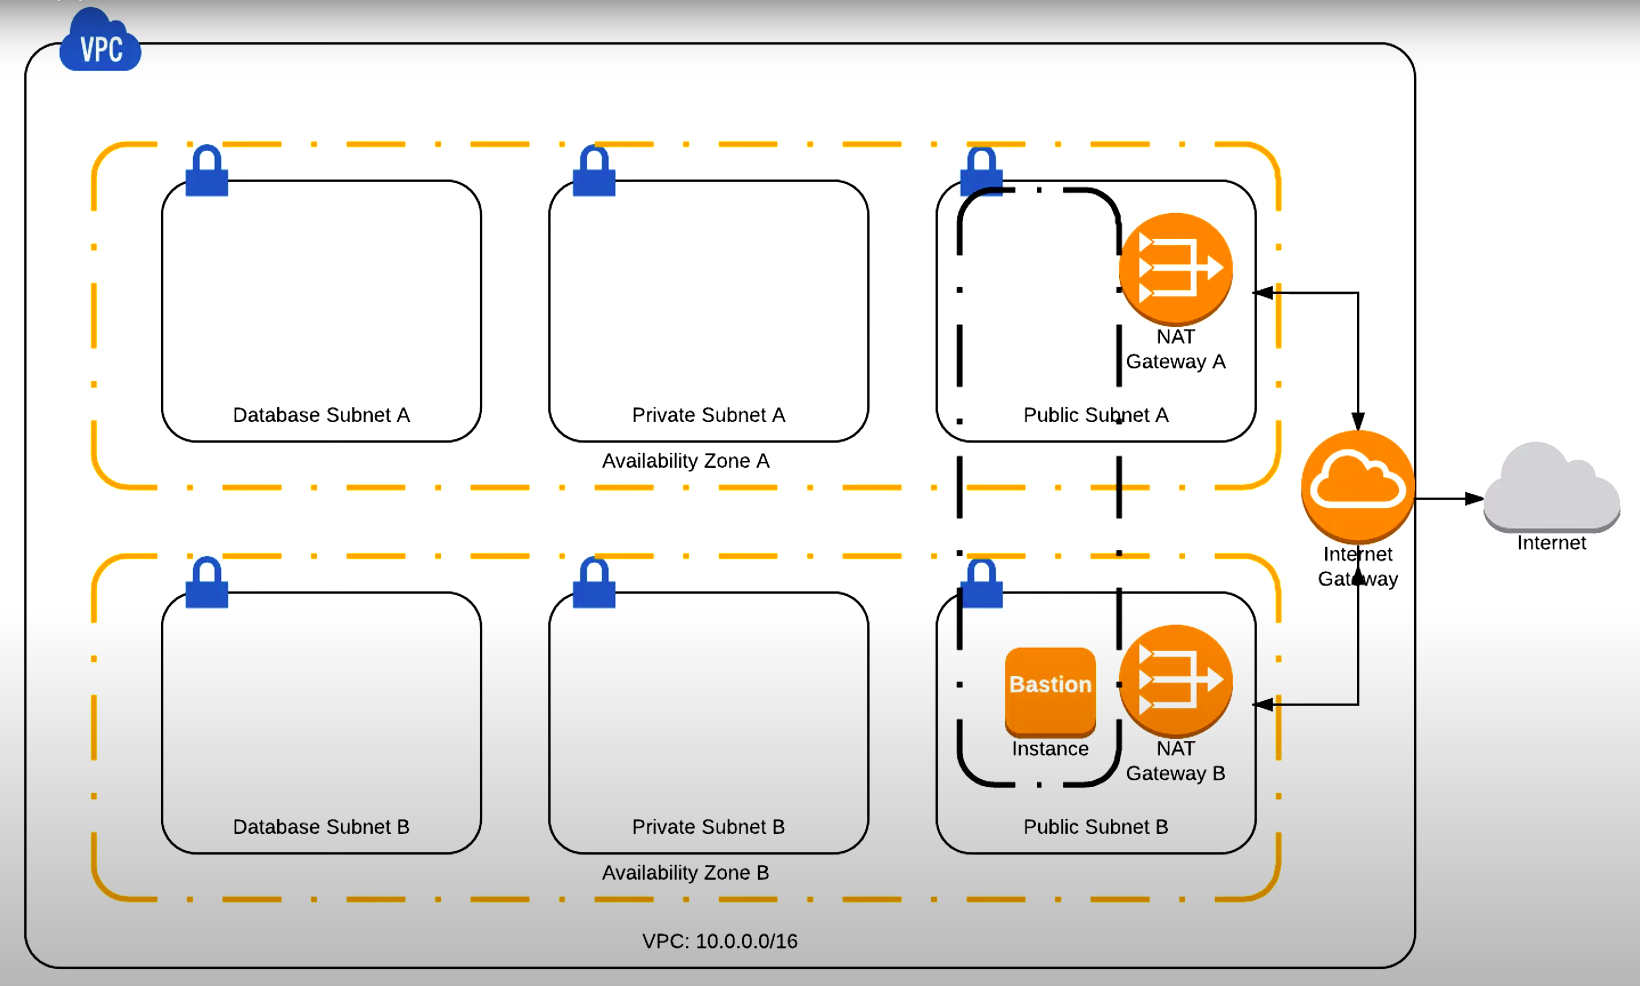 VPC
NAT
Gateway A
Database Subnet A
Private Subnet A
Public Subnet A
Availability Zone A
Internet
Gateway
Internet
Bastion
Instance
NAT
Gateway B
Database Subnet B
Private Subnet B
Public Subnet B
Availability Zone B
VPC: 10.0.0.0/16